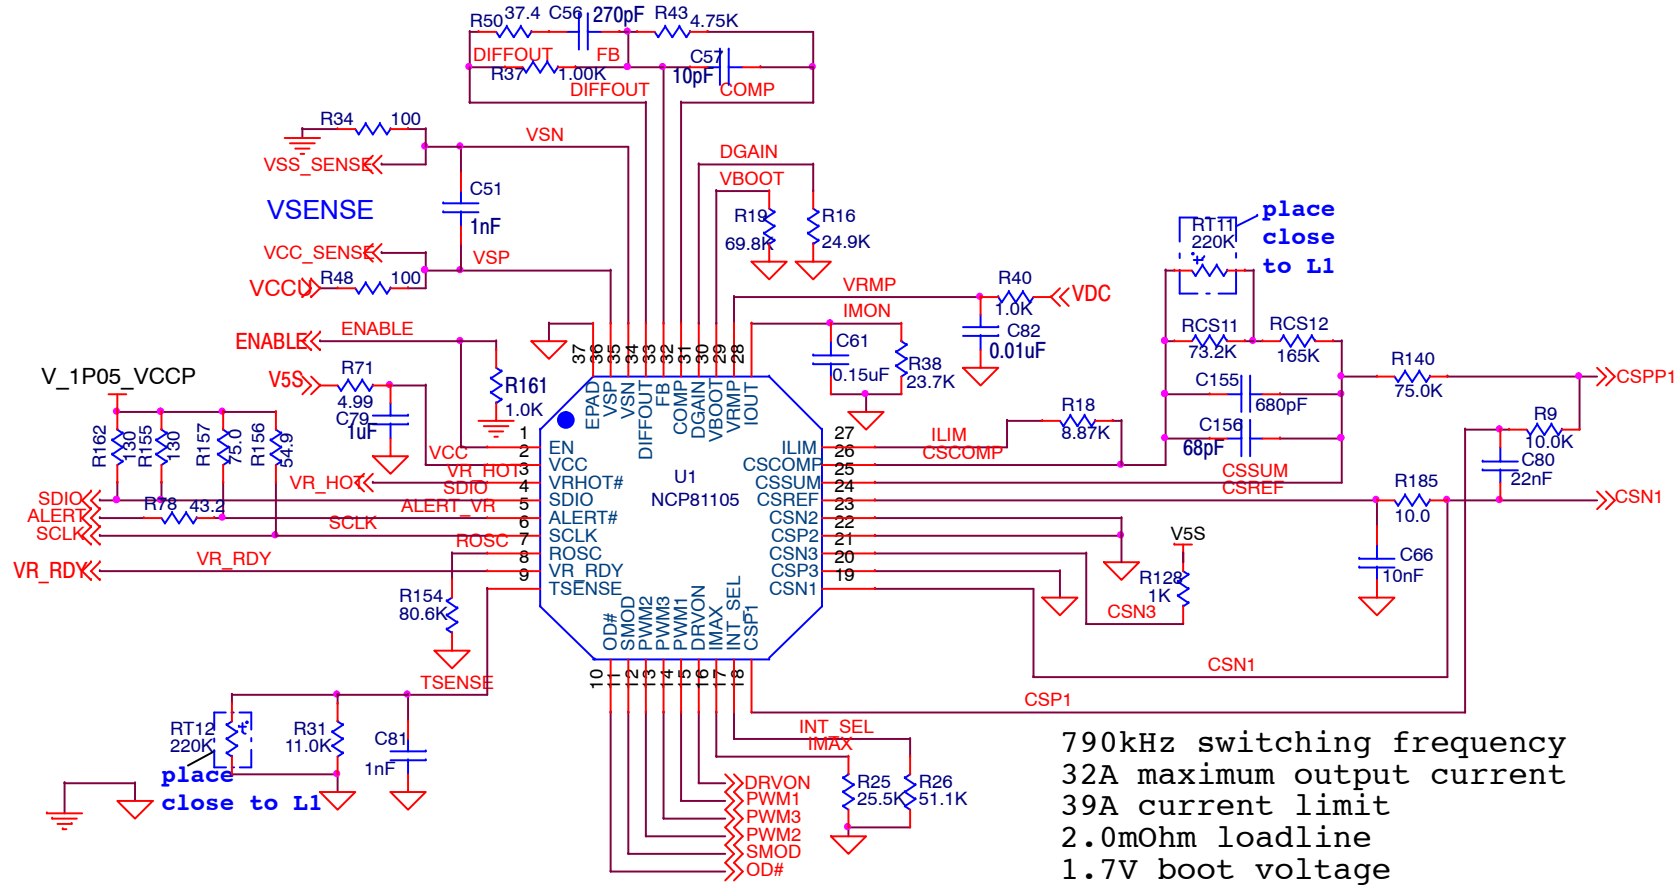 R50 37.4 C56 270pF R43 4.75K
DIFFOUT FB C57
R37 1.00K 10pF
DIFFOUT COMP
R34 100
VSN
VSS_SENSE
DGAIN
VBOOT
C51
1nF
VSENSE
R19 R16
69.8K 24.9K
VCC_SENSE VSP
VCCU R48 100
RT11
220K
place
close
to L1
VRMP R40 VDC
1.0K
IMON
C82
0.01uF
ENABLE ENABLE
C61
0.15uF
R38
23.7K
RCS11 RCS12
73.2K 165K
R140
75.0K
CSPP1
C155
680pF
C156
68pF
V_1P05_VCCP
V5S R71
4.99
C79
1uF
R161
1.0K
R162 130
R155 130
R157 75.0
R156 54.9
37 36 35 34 33 32 31 30 29 28
EPAD VSP VSN DIFFOUT FB COMP DGAIN VBOOT VRMP IOUT
R18
8.87K
R9
10.0K
C80
22nF
1 EN
2 VCC
3 VRHOT#
4 SDIO
5 ALERT#
6 SCLK
7 ROSC
8 VR_RDY
9 TSENSE
U1
NCP81105
27 ILIM
26 CSCOMP
25 CSSUM
24 CSREF
23 CSN2
22 CSP2
21 CSN3
20 CSP3
19 CSN1
ILIM
CSCOMP
CSSUM
CSREF
VCC
VR_HOT VR_HOT
SDIO SDIO
ALERT R78 43.2 ALERT_VR
SCLK SCLK
ROSC
VR_RDY VR_RDY
R185
10.0
CSN1
C66
10nF
V5S
R128
1K
CSN3
R154
80.6K
OD# SMOD PWM2 PWM3 PWM1 DRVON IMAX INT_SEL CSP1
10 11 12 13 14 15 16 17 18
CSN1
TSENSE
CSP1
RT12
220K
R31
11.0K
C81
1nF
place
close to L1
INT_SEL
IMAX
R25
25.5K
R26
51.1K
DRVON
PWM1
PWM3
PWM2
SMOD
OD#
790kHz switching frequency
32A maximum output current
39A current limit
2.0mOhm loadline
1.7V boot voltage